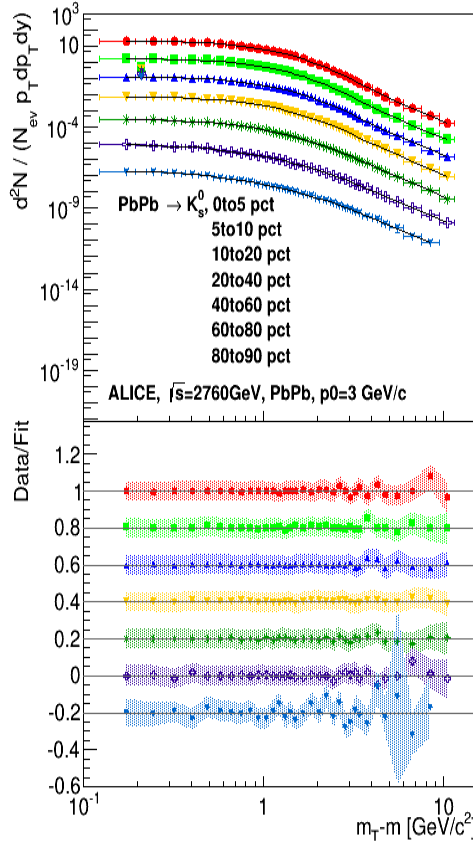 10³
10
10⁻⁴
10⁻⁹
10⁻¹⁴
10⁻¹⁹
d²N / (N_ev p_T dp_T dy)
PbPb → K_s⁰, 0to5 pct
5to10 pct
10to20 pct
20to40 pct
40to60 pct
60to80 pct
80to90 pct
ALICE, √s=2760GeV, PbPb, p0=3 GeV/c
Data/Fit
1.2
1
0.8
0.6
0.4
0.2
0
-0.2
-0.4
-0.6
10⁻¹ 1 10
m_T-m [GeV/c²]